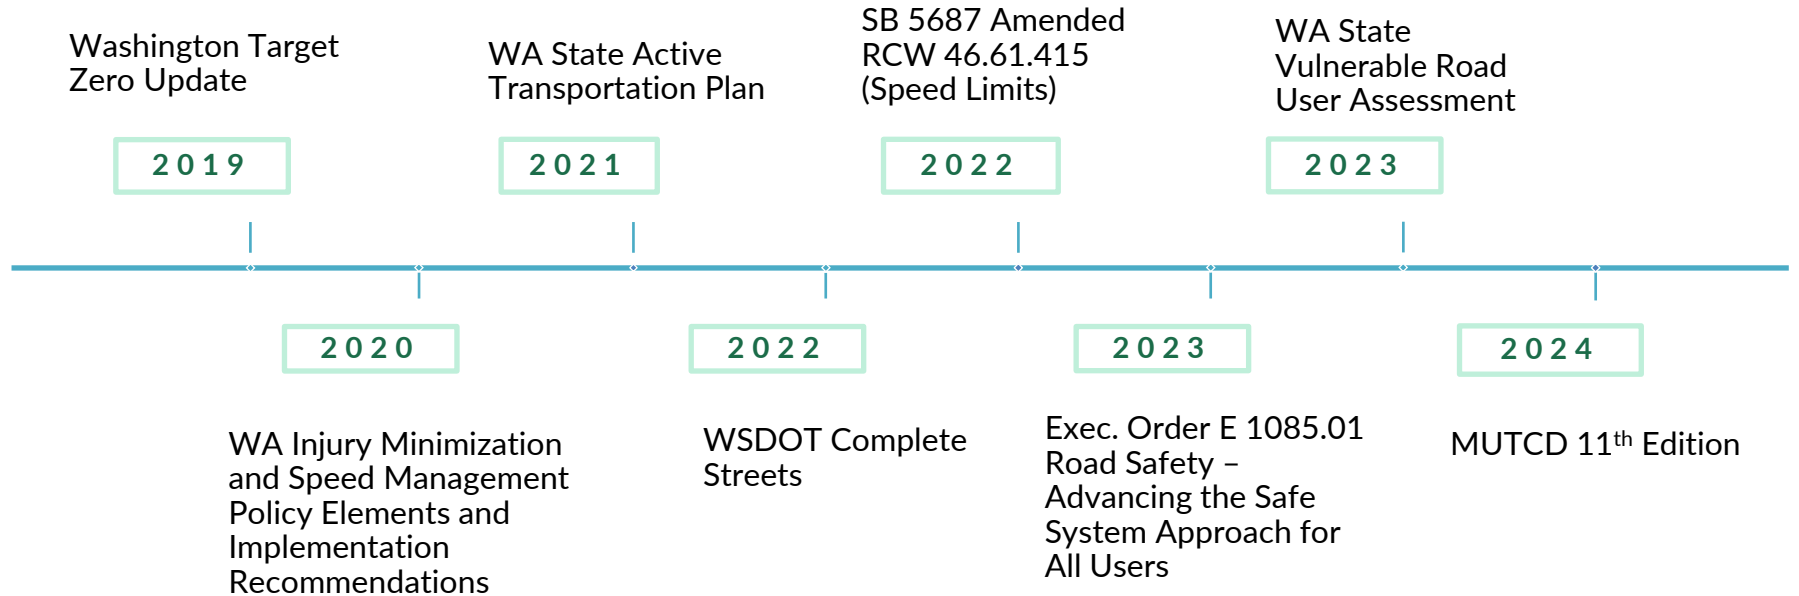 Washington Target
Zero Update
2019
WA Injury Minimization
and Speed Management
Policy Elements and
Implementation
Recommendations
2020
WA State Active
Transportation Plan
2021
WSDOT Complete
Streets
2022
SB 5687 Amended
RCW 46.61.415
(Speed Limits)
2022
Exec. Order E 1085.01
Road Safety –
Advancing the Safe
System Approach for
All Users
2023
WA State
Vulnerable Road
User Assessment
2023
MUTCD 11th Edition
2024